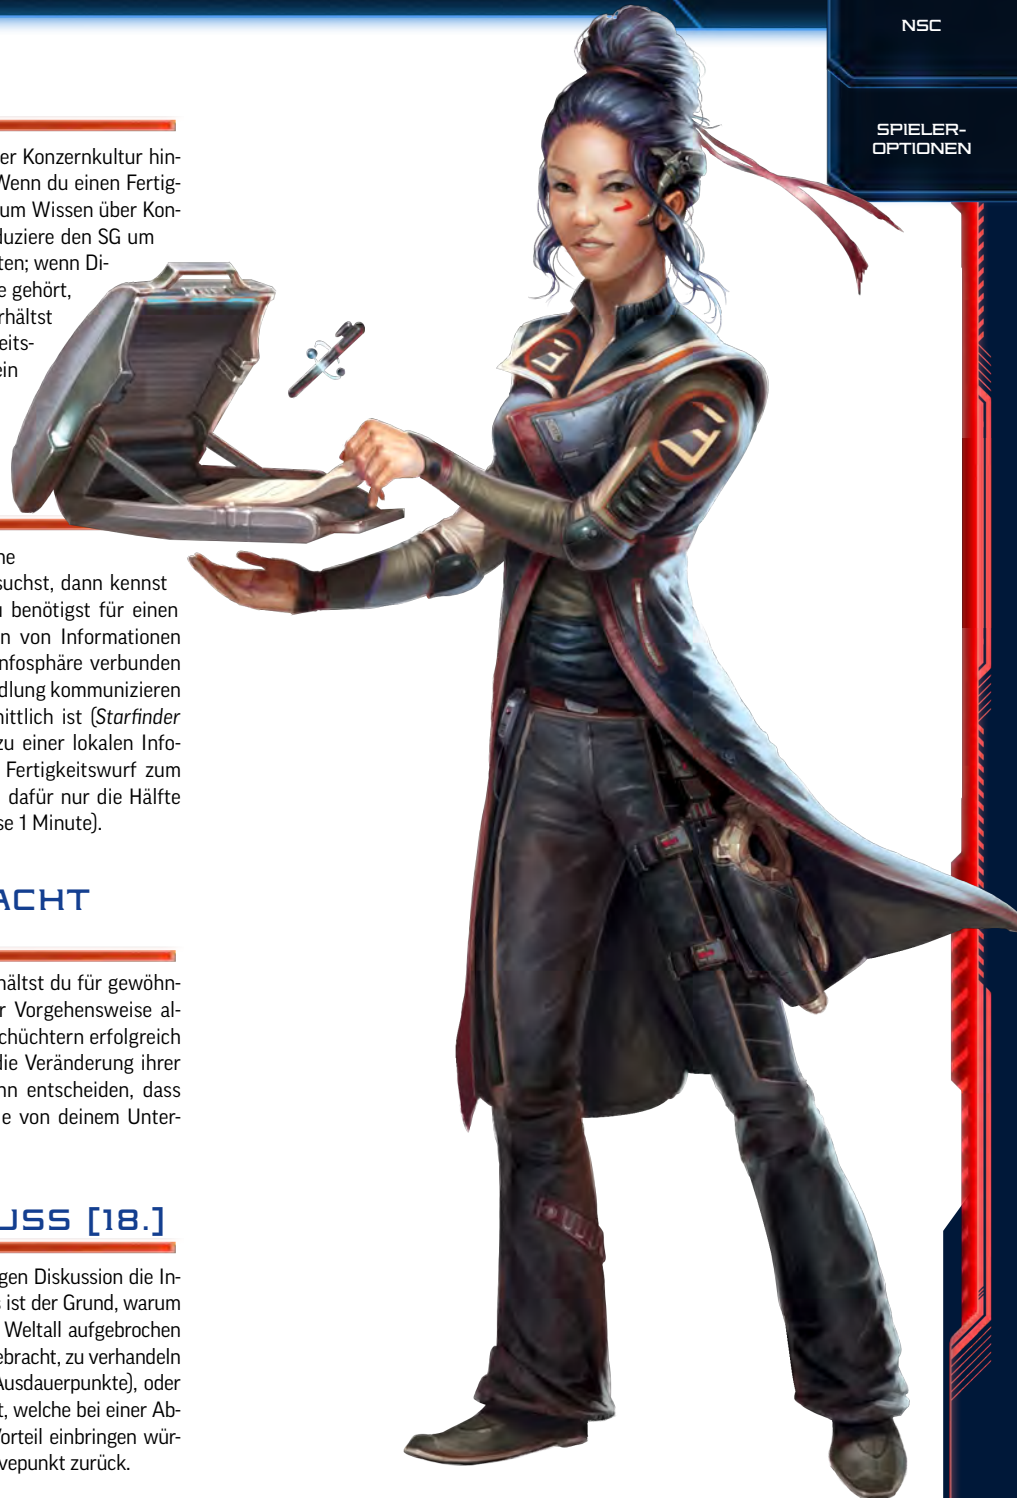 NSC
SPIELER-
OPTIONEN
er Konzernkultur hin-
Wenn du einen Fertig-
um Wissen über Kon-
duziere den SG um
ten; wenn Di-
e gehört,
rhältst
eits-
ein
ne
suchst, dann kennst
u benötigst für einen
n von Informationen
nfosphäre verbunden
dlung kommunizieren
nittlich ist (Starfinder
zu einer lokalen Info-
Fertigkeitswurf zum
dafür nur die Hälfte
se 1 Minute).
ACHT
hältst du für gewöhn-
r Vorgehensweise al-
schüchtern erfolgreich
die Veränderung ihrer
nn entscheiden, dass
e von deinem Unter-
USS [18.]
gen Diskussion die In-
s ist der Grund, warum
Weltall aufgebrochen
ebracht, zu verhandeln
Ausdauerpunkte), oder
t, welche bei einer Ab-
Vorteil einbringen wür-
vepunkt zurück.